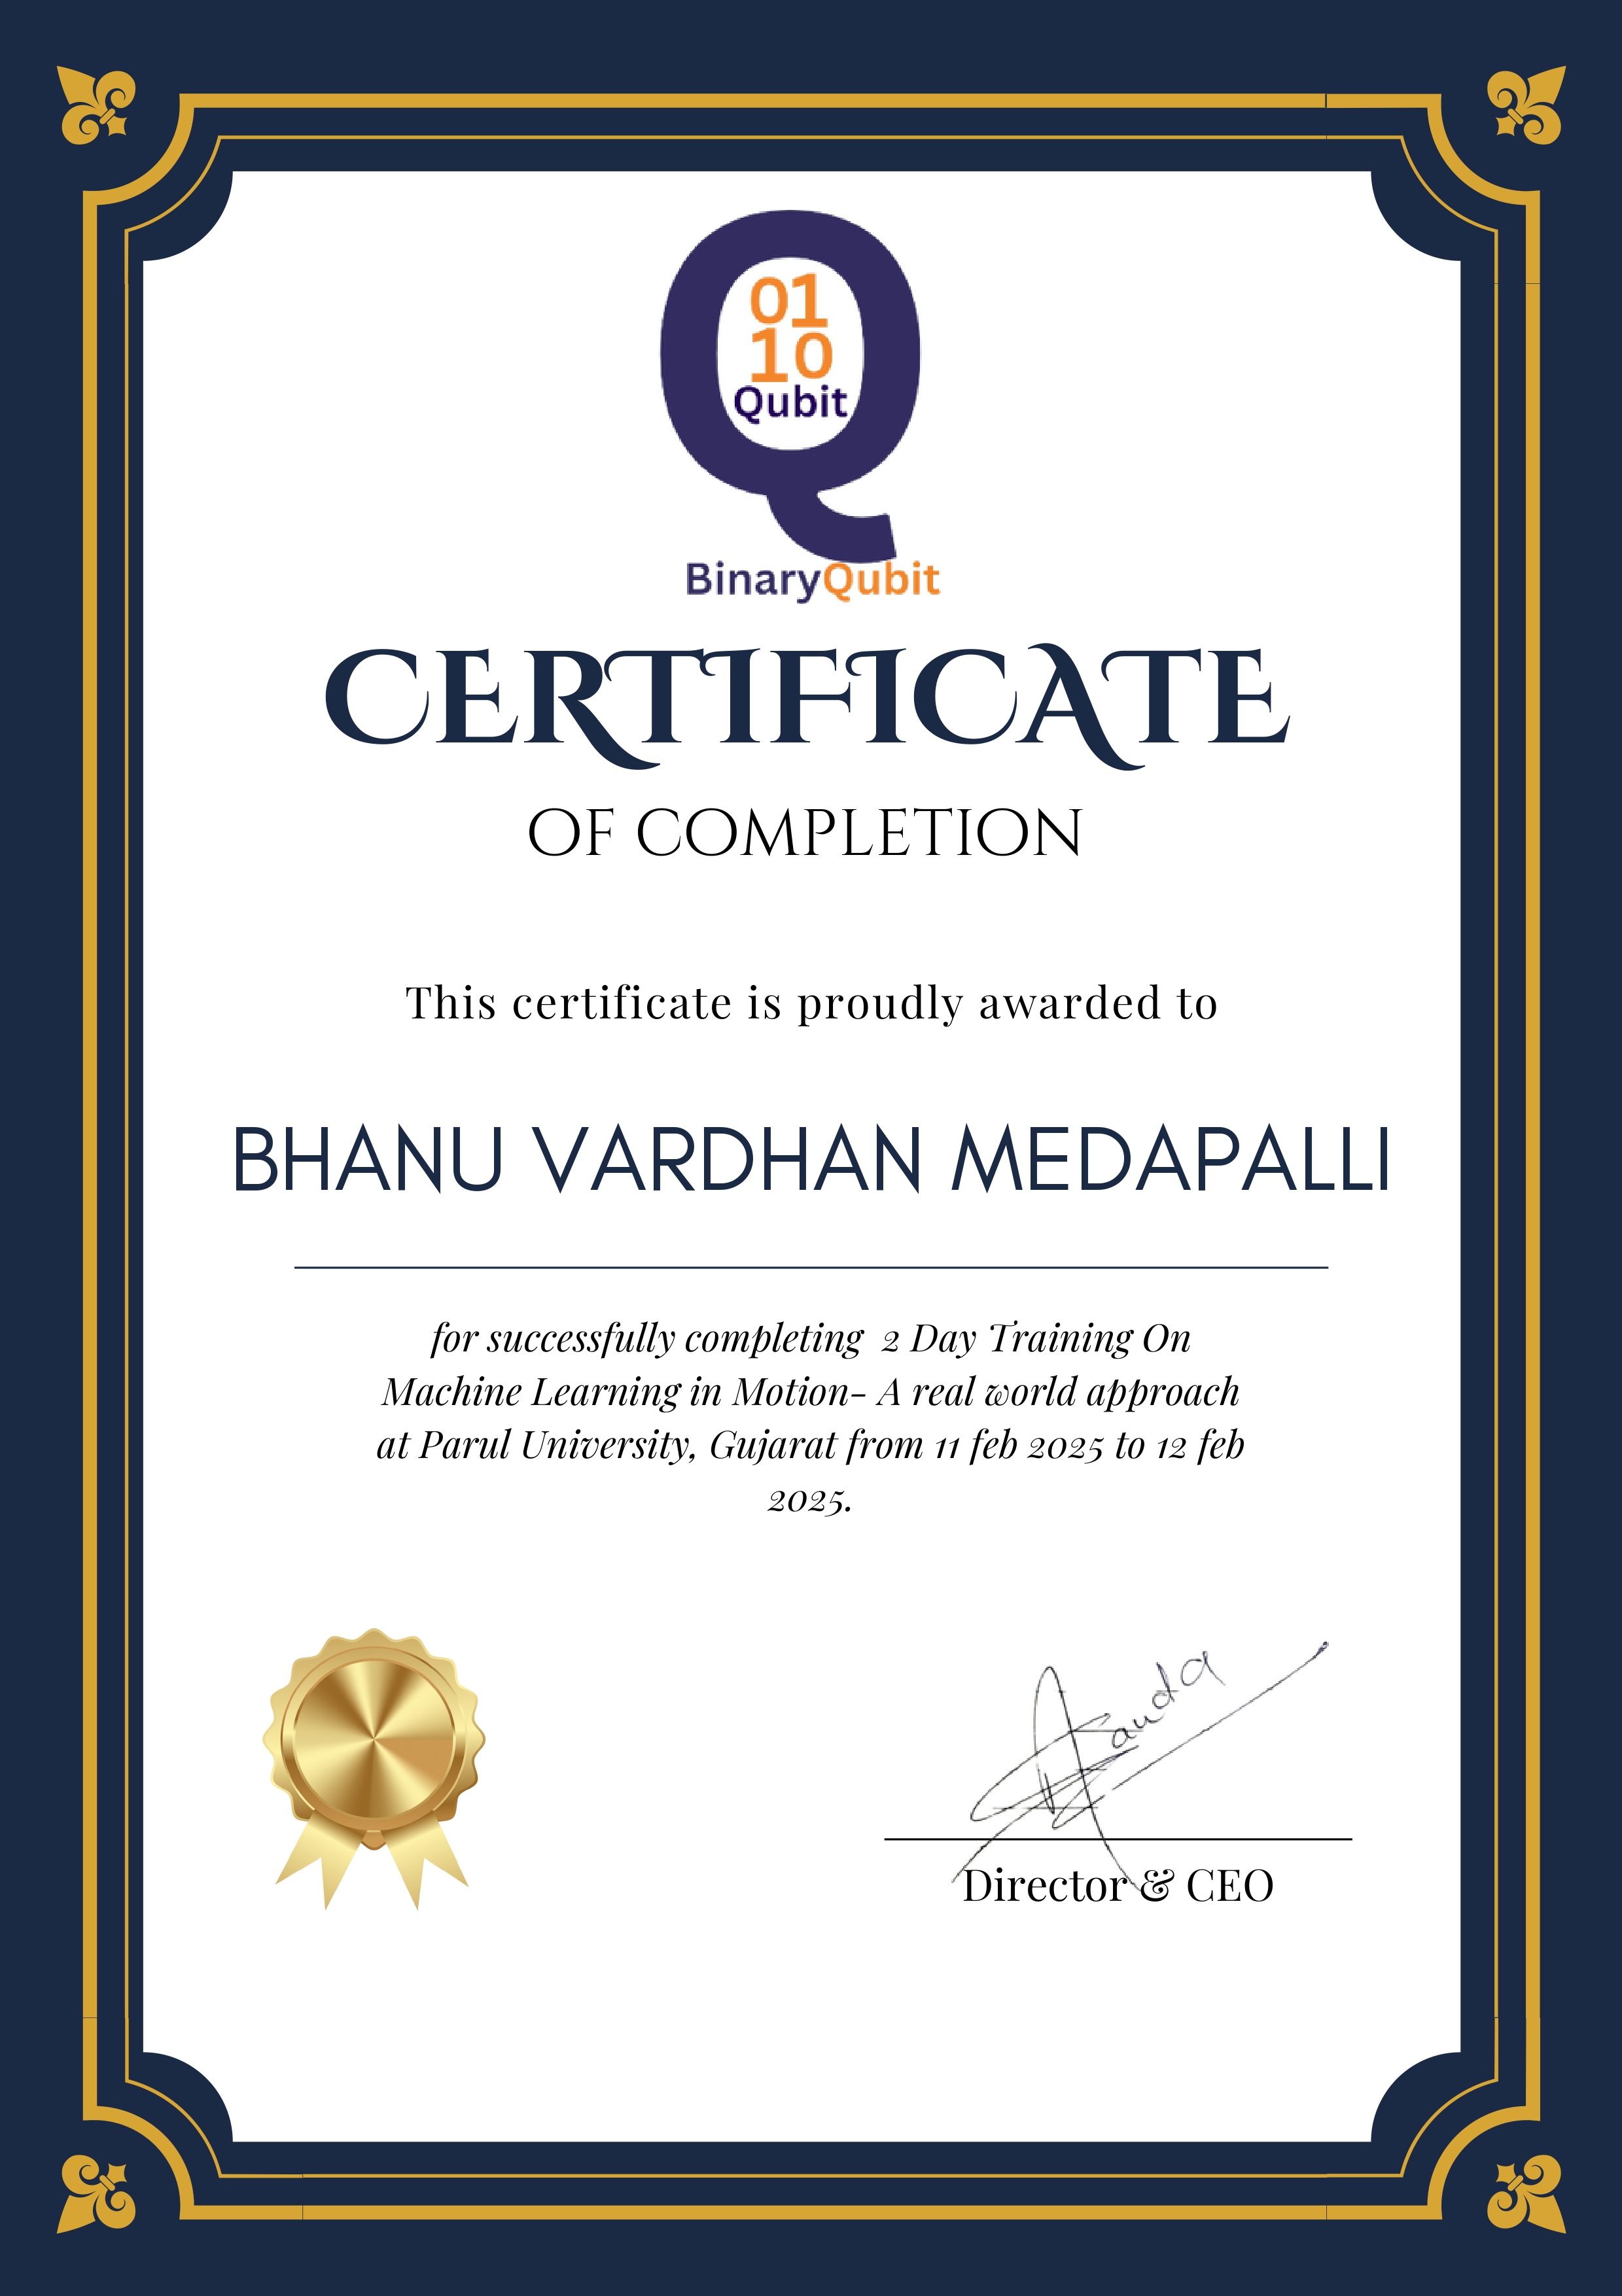 01
10
Qubit
BinaryQubit
CERTIFICATE
OF COMPLETION
This certificate is proudly awarded to
BHANU VARDHAN MEDAPALLI
for successfully completing 2 Day Training On
Machine Learning in Motion- A real world approach
at Parul University, Gujarat from 11 feb 2025 to 12 feb
2025.
Director & CEO